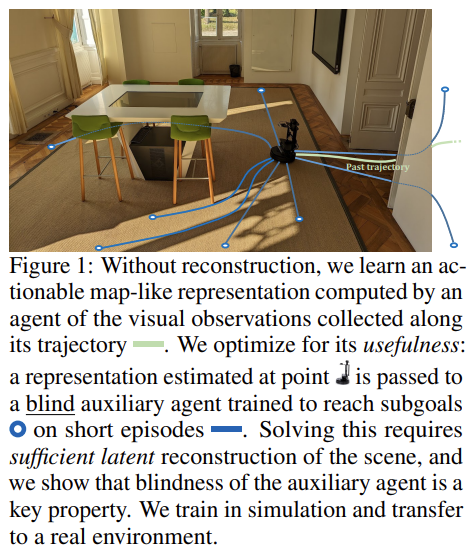 Past trajectory
Figure 1: Without reconstruction, we learn an ac-
tionable map-like representation computed by an
agent of the visual observations collected along
its trajectory . We optimize for its usefulness:
a representation estimated at point is passed to
a blind auxiliary agent trained to reach subgoals
on short episodes . Solving this requires
sufficient latent reconstruction of the scene, and
we show that blindness of the auxiliary agent is a
key property. We train in simulation and transfer
to a real environment.